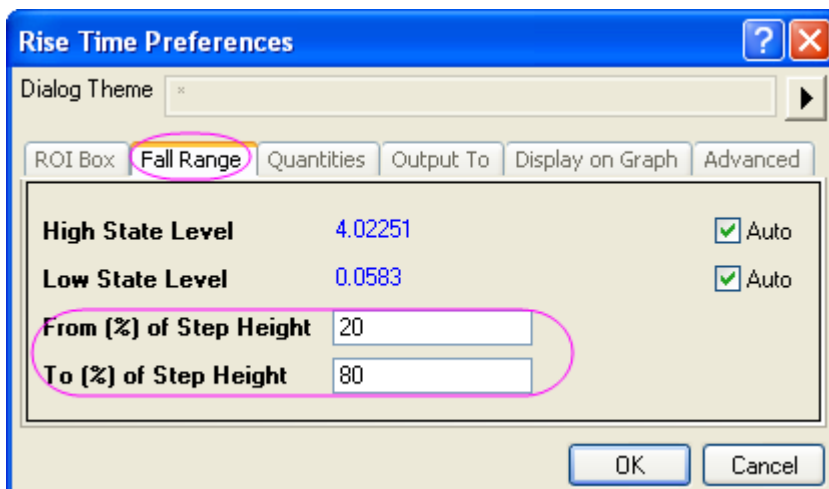 Rise Time Preferences
Dialog Theme *
ROI Box Fall Range Quantities Output To Display on Graph Advanced
High State Level 4.02251 Auto
Low State Level 0.0583 Auto
From (%) of Step Height 20
To (%) of Step Height 80
OK Cancel